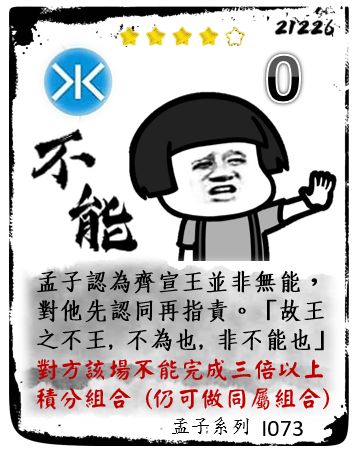 21226
0
不能
孟子認為齊宣王並非無能，
對他先認同再指責。「故王
之不王, 不為也, 非不能也」
對方該場不能完成三倍以上
積分組合 (仍可做同屬組合)
孟子系列 I073